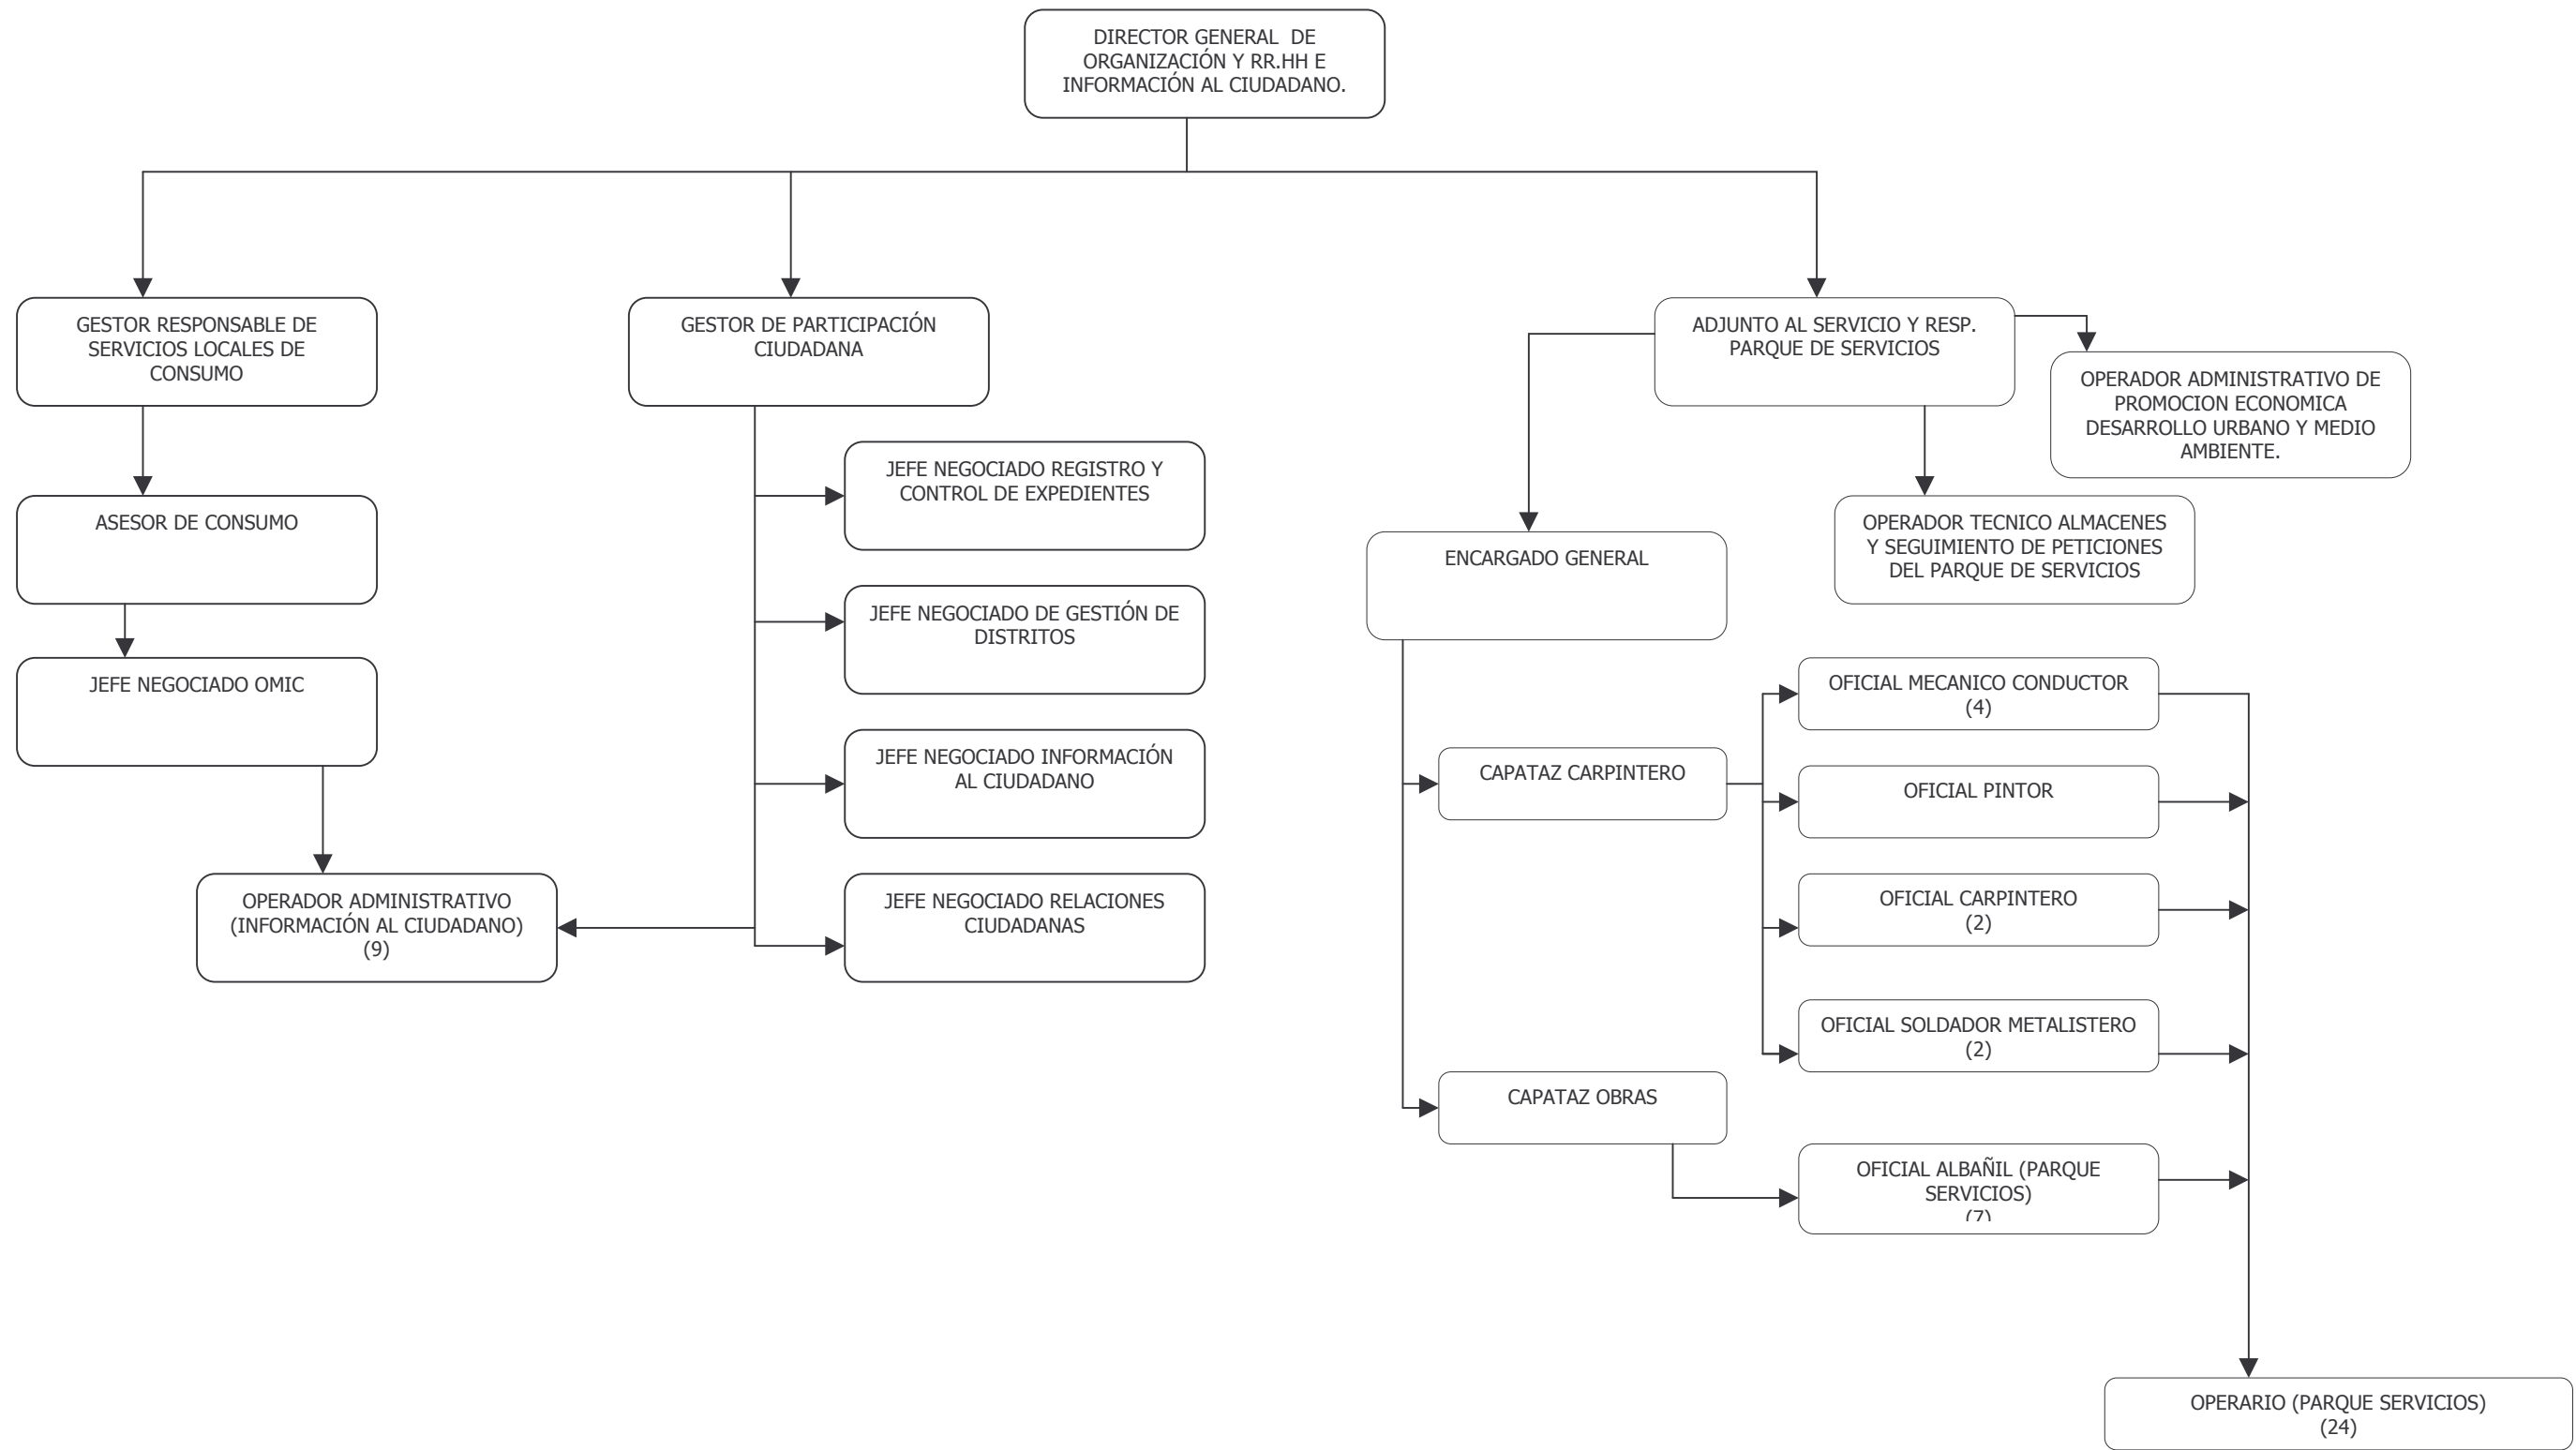 DIRECTOR GENERAL  DE
ORGANIZACIÓN Y RR.HH E
INFORMACIÓN AL CIUDADANO.
GESTOR RESPONSABLE DE
SERVICIOS LOCALES DE
CONSUMO
GESTOR DE PARTICIPACIÓN
CIUDADANA
ADJUNTO AL SERVICIO Y RESP.
PARQUE DE SERVICIOS
OPERADOR ADMINISTRATIVO DE
PROMOCION ECONOMICA
DESARROLLO URBANO Y MEDIO
AMBIENTE.
ASESOR DE CONSUMO
JEFE NEGOCIADO OMIC
OPERADOR ADMINISTRATIVO
(INFORMACIÓN AL CIUDADANO)
(9)
JEFE NEGOCIADO REGISTRO Y
CONTROL DE EXPEDIENTES
JEFE NEGOCIADO DE GESTIÓN DE
DISTRITOS
JEFE NEGOCIADO INFORMACIÓN
AL CIUDADANO
JEFE NEGOCIADO RELACIONES
CIUDADANAS
OPERADOR TECNICO ALMACENES
Y SEGUIMIENTO DE PETICIONES
DEL PARQUE DE SERVICIOS
ENCARGADO GENERAL
CAPATAZ CARPINTERO
OFICIAL MECANICO CONDUCTOR
(4)
OFICIAL PINTOR
OFICIAL CARPINTERO
(2)
OFICIAL SOLDADOR METALISTERO
(2)
CAPATAZ OBRAS
OFICIAL ALBAÑIL (PARQUE
SERVICIOS)
(7)
OPERARIO (PARQUE SERVICIOS)
(24)